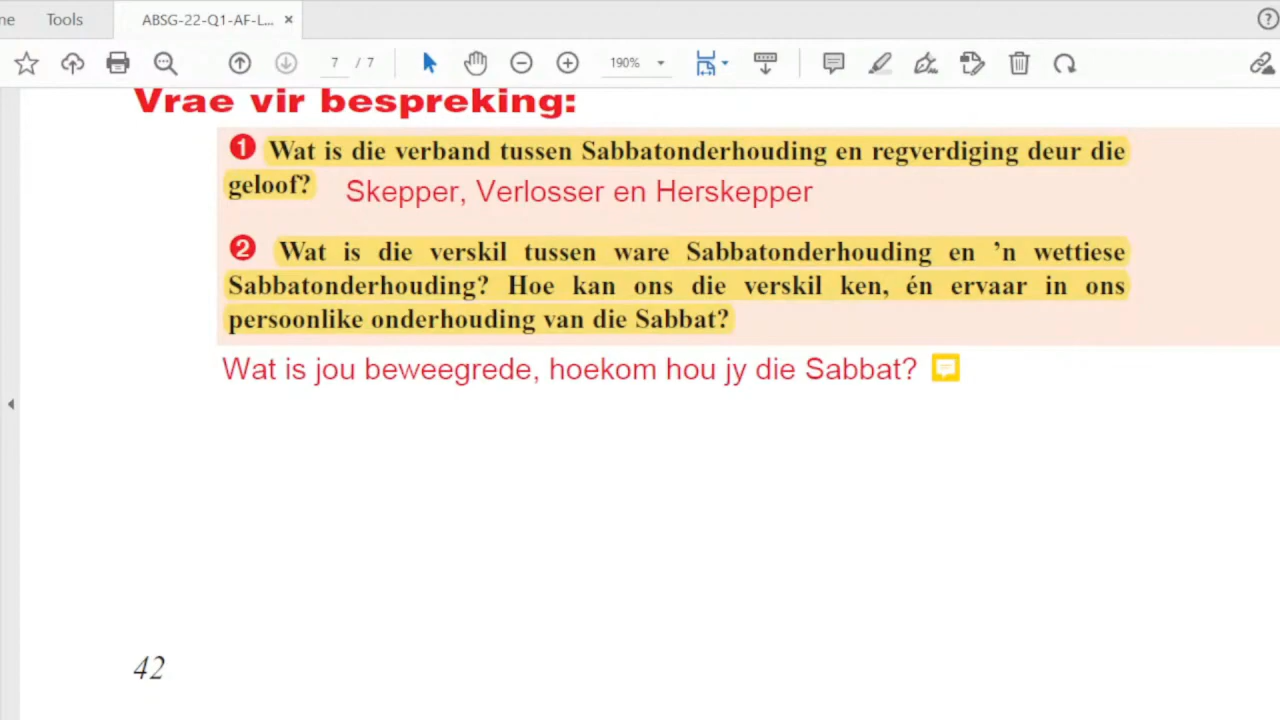 ne Tools ABSG-22-Q1-AF-L... ×
7 / 7 190%
Vrae vir bespreking:
1 Wat is die verband tussen Sabbatonderhouding en regverdiging deur die
geloof? Skepper, Verlosser en Herskepper
2 Wat is die verskil tussen ware Sabbatonderhouding en ’n wettiese
Sabbatonderhouding? Hoe kan ons die verskil ken, én ervaar in ons
persoonlike onderhouding van die Sabbat?
Wat is jou beweegrede, hoekom hou jy die Sabbat?
42